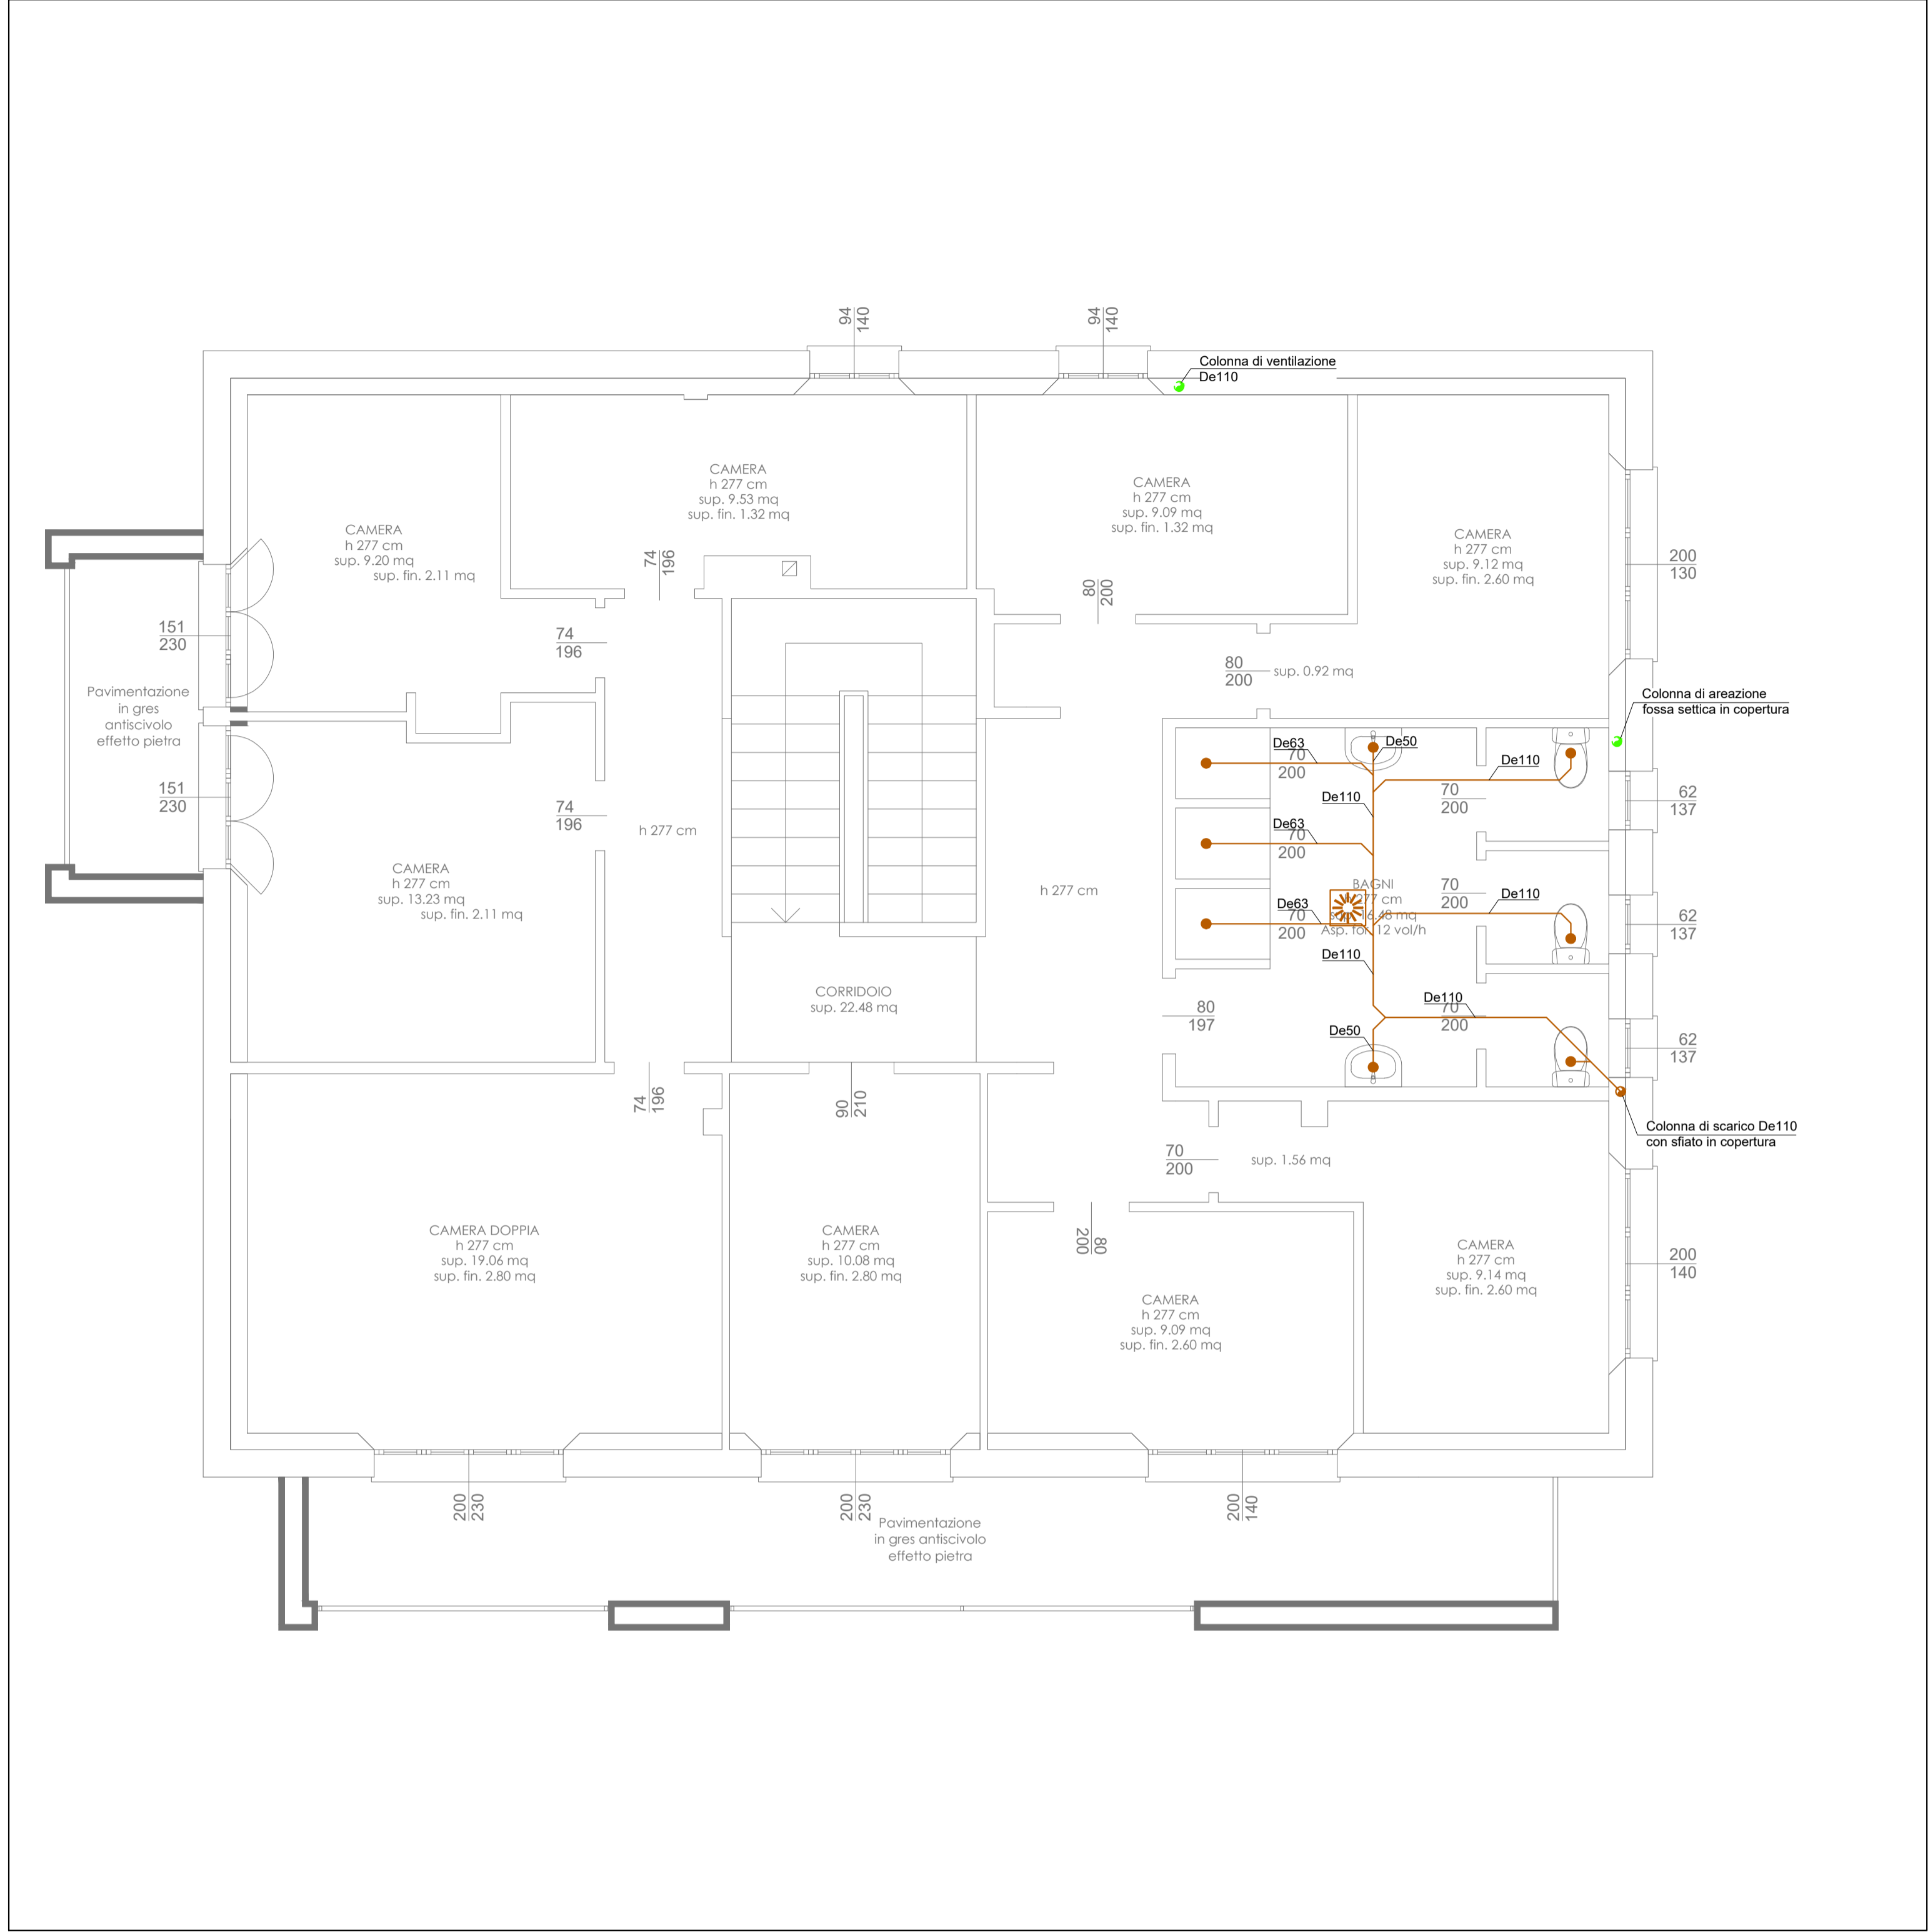 94
140
94
140
Colonna di ventilazione
De110
CAMERA
h 277 cm
sup. 9.53 mq
sup. fin. 1.32 mq
CAMERA
h 277 cm
sup. 9.09 mq
sup. fin. 1.32 mq
CAMERA
h 277 cm
sup. 9.20 mq
sup. fin. 2.11 mq
CAMERA
h 277 cm
sup. 9.12 mq
sup. fin. 2.60 mq
74
196
80
200
200
130
151
230
74
196
80
200
sup. 0.92 mq
Pavimentazione
in gres
antiscivolo
effetto pietra
Colonna di areazione
fossa settica in copertura
De63
70
200
De50
De110
151
230
74
196
h 277 cm
De110
70
200
62
137
De63
70
200
CAMERA
h 277 cm
sup. 13.23 mq
sup. fin. 2.11 mq
h 277 cm
BAGNI
h 277 cm
sup. 16.48 mq
Asp. for. 12 vol/h
70
200
De110
De63
70
200
62
137
De110
CORRIDOIO
sup. 22.48 mq
80
197
De110
70
200
De50
62
137
74
196
90
210
Colonna di scarico De110
con sfiato in copertura
70
200
sup. 1.56 mq
CAMERA DOPPIA
h 277 cm
sup. 19.06 mq
sup. fin. 2.80 mq
CAMERA
h 277 cm
sup. 10.08 mq
sup. fin. 2.80 mq
80
200
CAMERA
h 277 cm
sup. 9.14 mq
sup. fin. 2.60 mq
200
140
CAMERA
h 277 cm
sup. 9.09 mq
sup. fin. 2.60 mq
200
230
200
230
200
140
Pavimentazione
in gres antiscivolo
effetto pietra